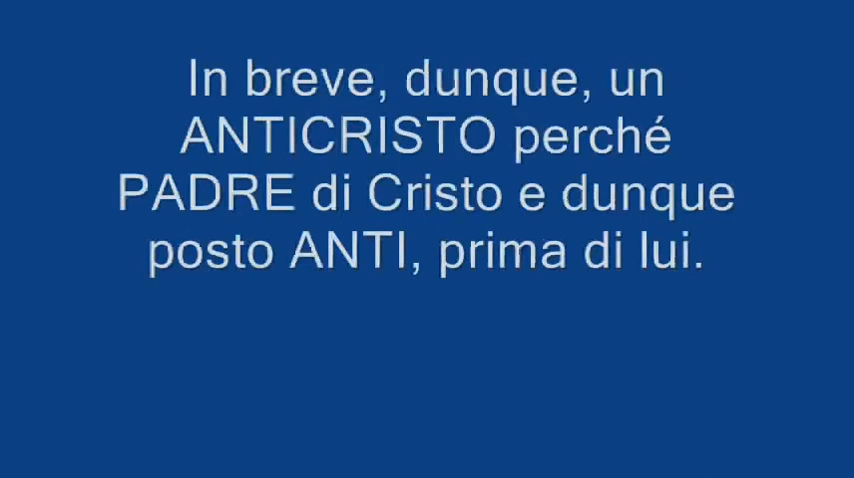 In breve, dunque, un
ANTICRISTO perché
PADRE di Cristo e dunque
posto ANTI, prima di lui.